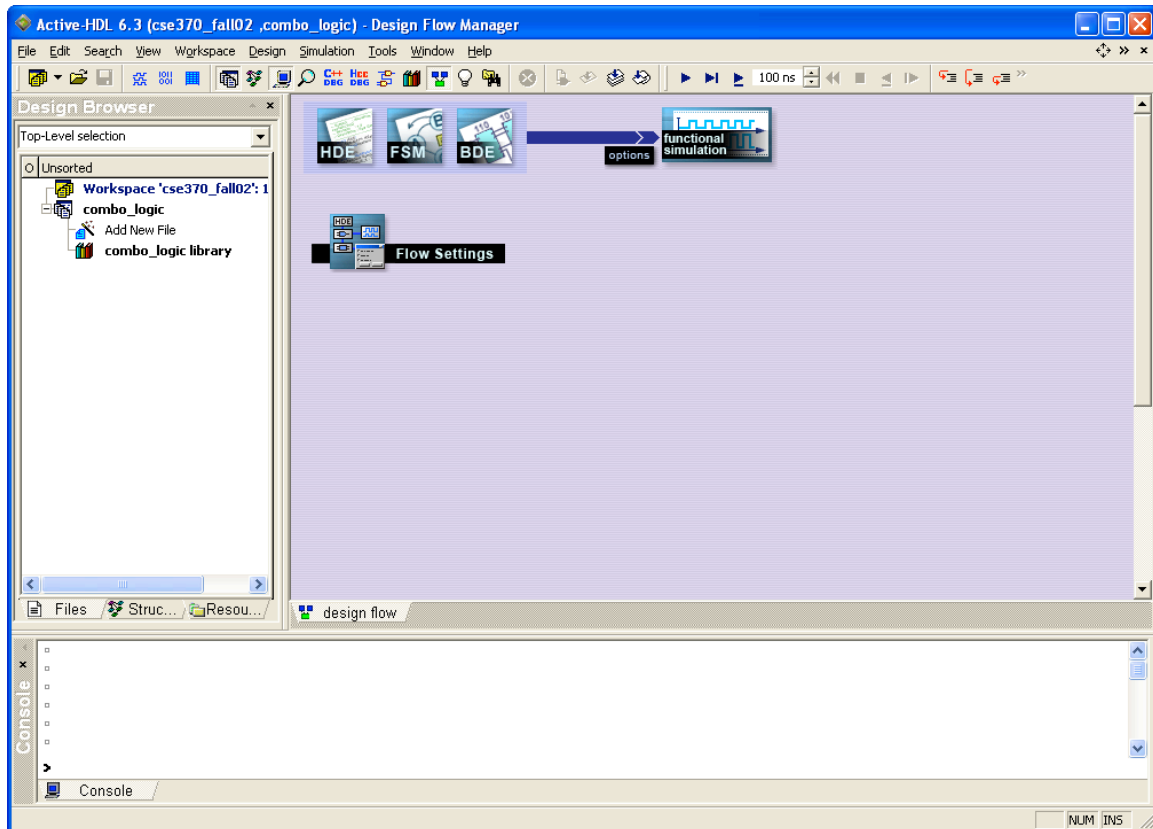 Active-HDL 6.3 (cse370_fall02 ,combo_logic) - Design Flow Manager
File Edit Search View Workspace Design Simulation Tools Window Help
100 ns
Design Browser
Top-Level selection
O Unsorted
Workspace 'cse370_fall02': 1
combo_logic
Add New File
combo_logic library
HDE FSM BDE
options
functional
simulation
HDE
Flow Settings
Files Struc... Resou...
design flow
Console
>
Console
NUM INS